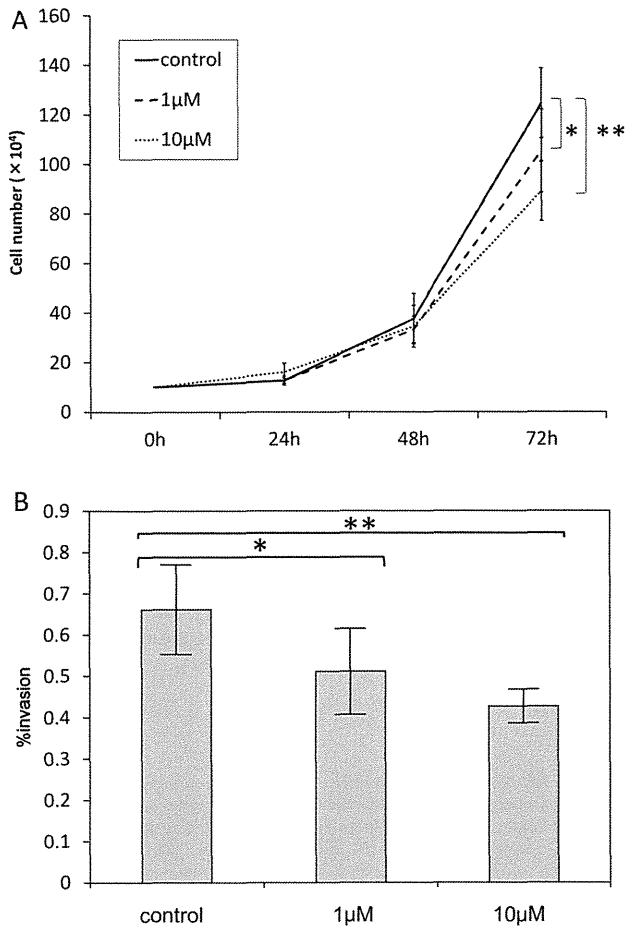 A
160
140
120
100
80
60
40
20
0
Cell number (×10⁴)
control
1μM
10μM
* **
0h 24h 48h 72h
B
0.9
0.8
0.7
0.6
0.5
0.4
0.3
0.2
0.1
0
%invasion
**
*
control 1μM 10μM